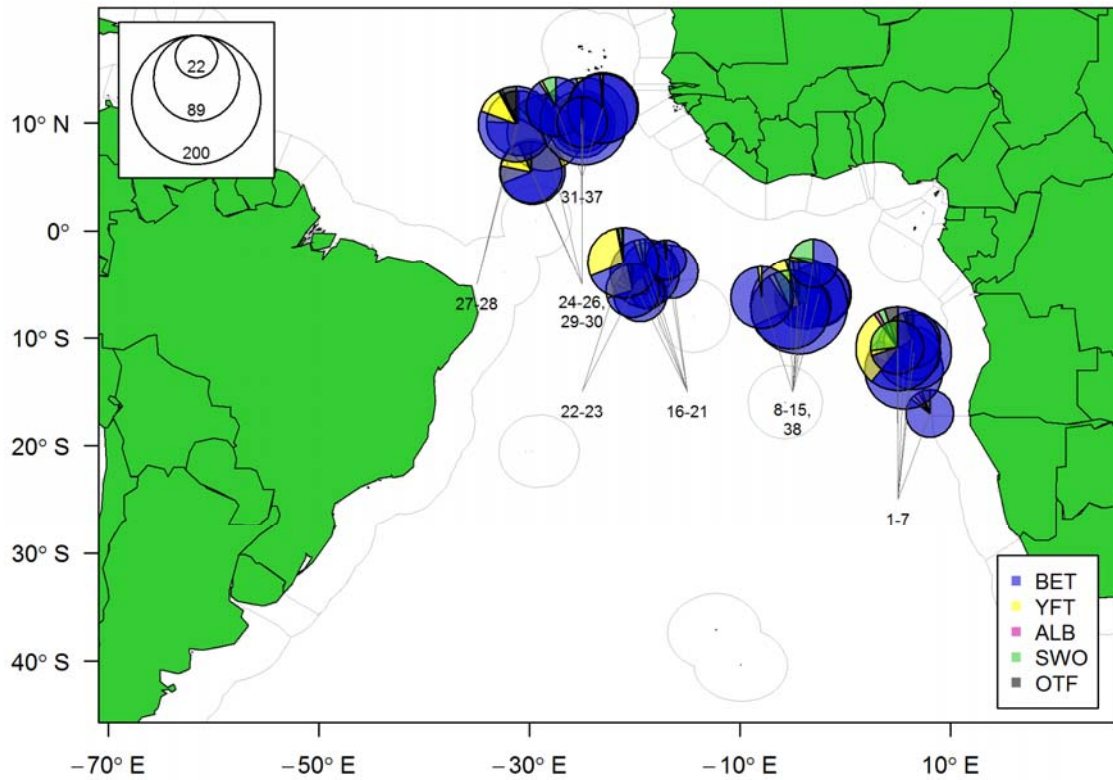 22
89
200
10° N
0°
10° S
20° S
30° S
40° S
31-37
27-28
24-26,
29-30
22-23
16-21
8-15,
38
1-7
BET
YFT
ALB
SWO
OTF
−70° E
−50° E
−30° E
−10° E
10° E